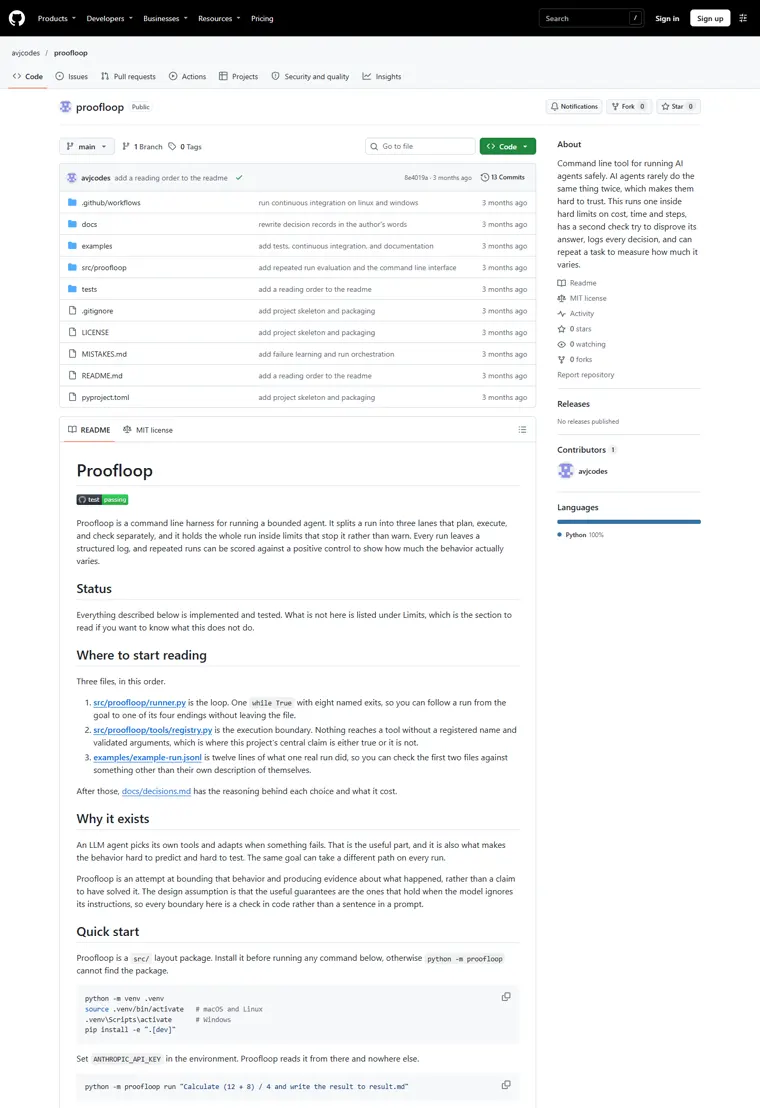 Products Developers Businesses Resources Pricing Search / Sign in Sign up
avjcodes / proofloop
Code Issues Pull requests Actions Projects Security and quality Insights
proofloop Public Notifications Fork 0 Star 0
main 1 Branch 0 Tags Go to file Code
avjcodes add a reading order to the readme 8e4019a · 3 months ago 13 Commits
.github/workflows run continuous integration on linux and windows 3 months ago
docs rewrite decision records in the author's words 3 months ago
examples add tests, continuous integration, and documentation 3 months ago
src/proofloop add repeated run evaluation and the command line interface 3 months ago
tests add a reading order to the readme 3 months ago
.gitignore add project skeleton and packaging 3 months ago
LICENSE add project skeleton and packaging 3 months ago
MISTAKES.md add failure learning and run orchestration 3 months ago
README.md add a reading order to the readme 3 months ago
pyproject.toml add project skeleton and packaging 3 months ago
README MIT license
Proofloop
test passing
Proofloop is a command line harness for running a bounded agent. It splits a run into three lanes that plan, execute,
and check separately, and it holds the whole run inside limits that stop it rather than warn. Every run leaves a
structured log, and repeated runs can be scored against a positive control to show how much the behavior actually
varies.
Status
Everything described below is implemented and tested. What is not here is listed under Limits, which is the section to
read if you want to know what this does not do.
Where to start reading
Three files, in this order.
1. src/proofloop/runner.py is the loop. One while True with eight named exits, so you can follow a run from the
goal to one of its four endings without leaving the file.
2. src/proofloop/tools/registry.py is the execution boundary. Nothing reaches a tool without a registered name and
validated arguments, which is where this project's central claim is either true or it is not.
3. examples/example-run.jsonl is twelve lines of what one real run did, so you can check the first two files against
something other than their own description of themselves.
After those, docs/decisions.md has the reasoning behind each choice and what it cost.
Why it exists
An LLM agent picks its own tools and adapts when something fails. That is the useful part, and it is also what makes
the behavior hard to predict and hard to test. The same goal can take a different path on every run.
Proofloop is an attempt at bounding that behavior and producing evidence about what happened, rather than a claim
to have solved it. The design assumption is that the useful guarantees are the ones that hold when the model ignores
its instructions, so every boundary here is a check in code rather than a sentence in a prompt.
Quick start
Proofloop is a src/ layout package. Install it before running any command below, otherwise python -m proofloop
cannot find the package.
python -m venv .venv
source .venv/bin/activate # macOS and Linux
.venv\Scripts\activate # Windows
pip install -e ".[dev]"
Set ANTHROPIC_API_KEY in the environment. Proofloop reads it from there and nowhere else.
python -m proofloop run "Calculate (12 + 8) / 4 and write the result to result.md"
About
Command line tool for running AI
agents safely. AI agents rarely do the
same thing twice, which makes them
hard to trust. This runs one inside
hard limits on cost, time and steps,
has a second check try to disprove its
answer, logs every decision, and can
repeat a task to measure how much it
varies.
Readme
MIT license
Activity
0 stars
0 watching
0 forks
Report repository
Releases
No releases published
Contributors 1
avjcodes
Languages
Python 100%